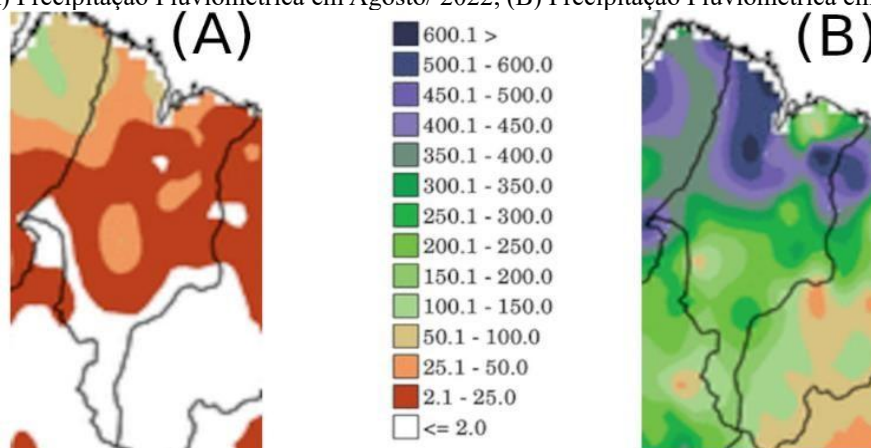 ) Precipitação Pluviométrica em Agosto/ 2022; (B) Precipitação Pluviométrica em
(A)
600.1 >
500.1 - 600.0
450.1 - 500.0
400.1 - 450.0
350.1 - 400.0
300.1 - 350.0
250.1 - 300.0
200.1 - 250.0
150.1 - 200.0
100.1 - 150.0
50.1 - 100.0
25.1 - 50.0
2.1 - 25.0
<= 2.0
(B)